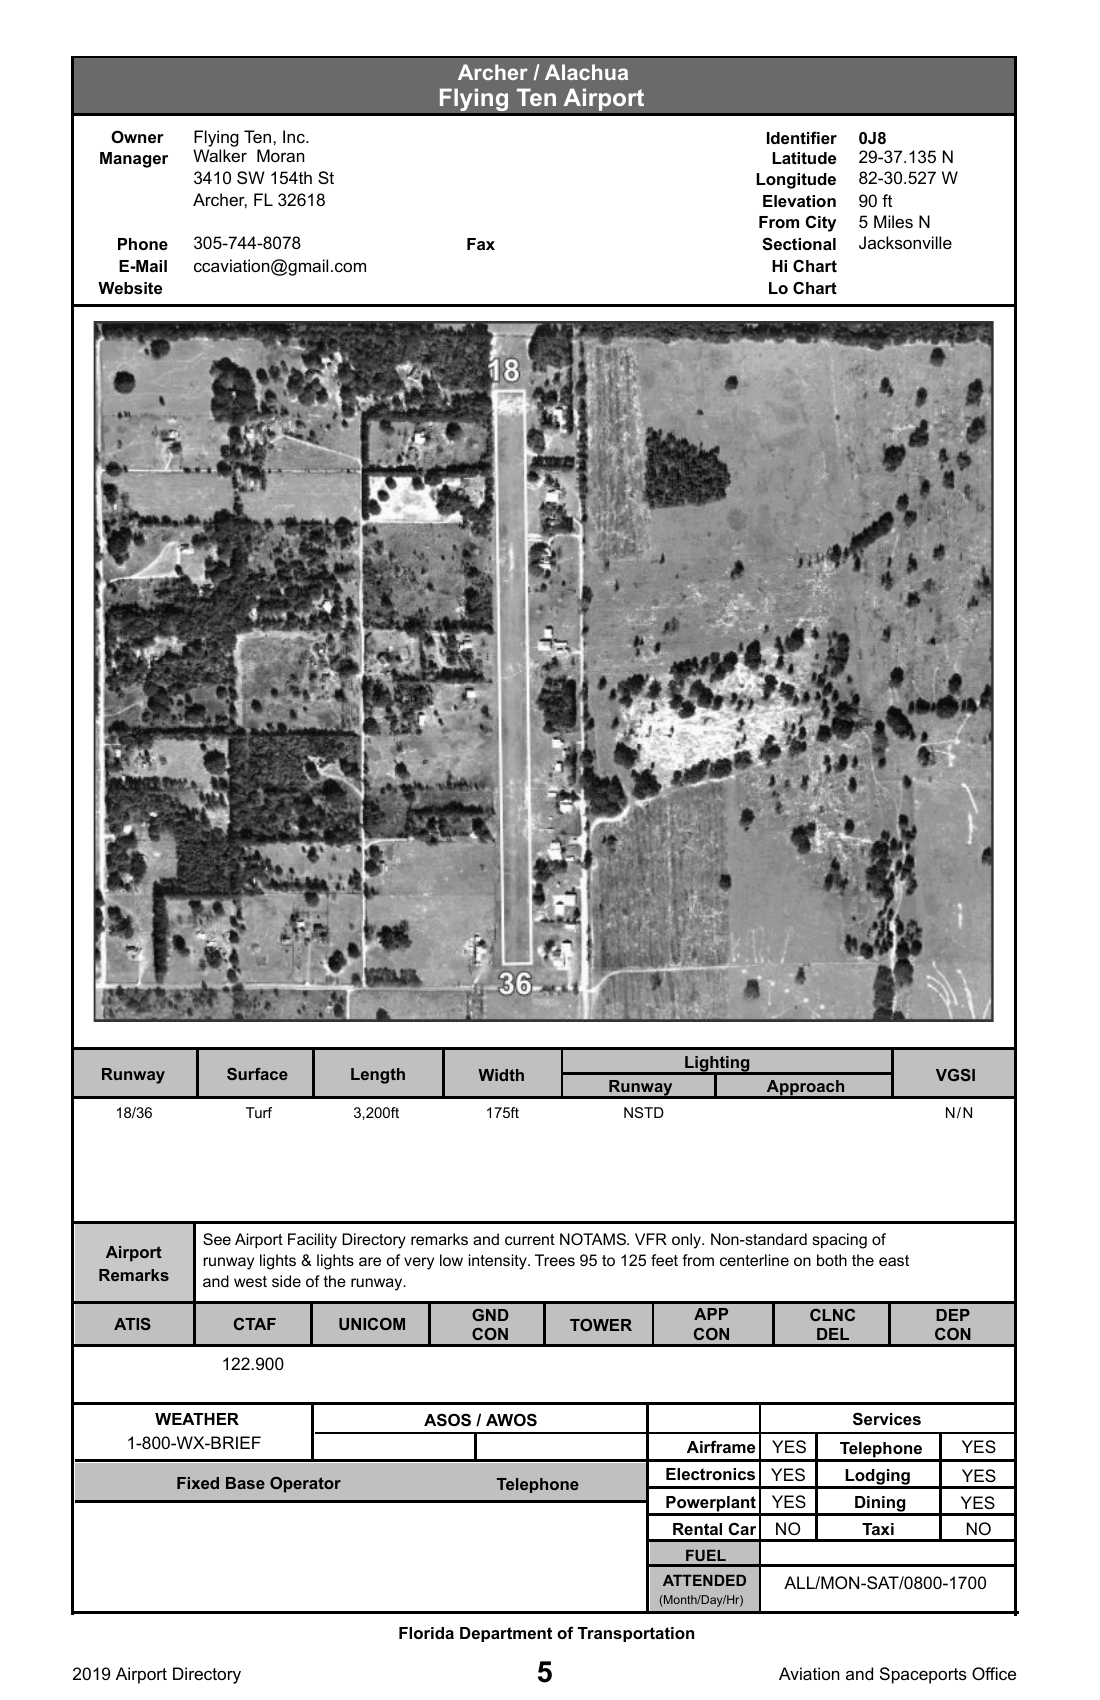 Archer / Alachua
Flying Ten Airport
Owner Flying Ten, Inc.
Manager Walker Moran
3410 SW 154th St
Archer, FL 32618
Phone 305-744-8078 Fax
E-Mail ccaviation@gmail.com
Website
Identifier 0J8
Latitude 29-37.135 N
Longitude 82-30.527 W
Elevation 90 ft
From City 5 Miles N
Sectional Jacksonville
Hi Chart
Lo Chart
18
36
Runway Surface Length Width Lighting VGSI
Runway Approach
18/36 Turf 3,200ft 175ft NSTD N/N
Airport Remarks
See Airport Facility Directory remarks and current NOTAMS. VFR only. Non-standard spacing of
runway lights & lights are of very low intensity. Trees 95 to 125 feet from centerline on both the east
and west side of the runway.
ATIS CTAF UNICOM GND CON TOWER APP CON CLNC DEL DEP CON
122.900
WEATHER ASOS / AWOS Services
1-800-WX-BRIEF
Airframe YES Telephone YES
Fixed Base Operator Telephone
Electronics YES Lodging YES
Powerplant YES Dining YES
Rental Car NO Taxi NO
FUEL
ATTENDED ALL/MON-SAT/0800-1700
(Month/Day/Hr)
Florida Department of Transportation
2019 Airport Directory 5 Aviation and Spaceports Office